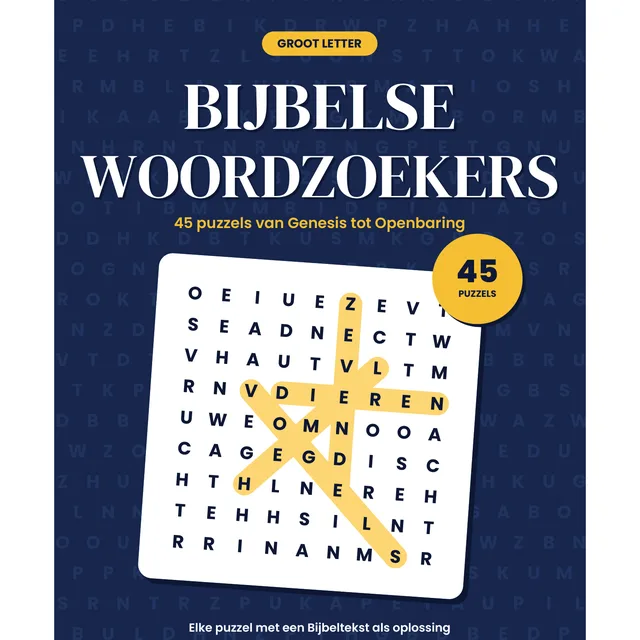 GROOT LETTER
BIJBELSE
WOORDZOEKERS
45 puzzels van Genesis tot Openbaring
45
PUZZELS
O E I U E Z E V
S E A D N E C T W
V H A U T V L T M
R N V D I E R E N
U W E O M N O O A
C A G E G D I S C
H T H L N E R E H
T E H H S I L N T
R R I N A N M S R
Elke puzzel met een Bijbeltekst als oplossing